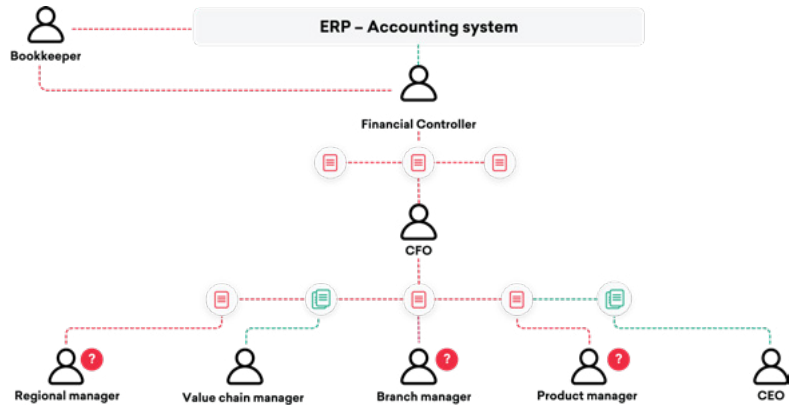 ERP – Accounting system
Bookkeeper
Financial Controller
CFO
?
?
?
Regional manager
Value chain manager
Branch manager
Product manager
CEO